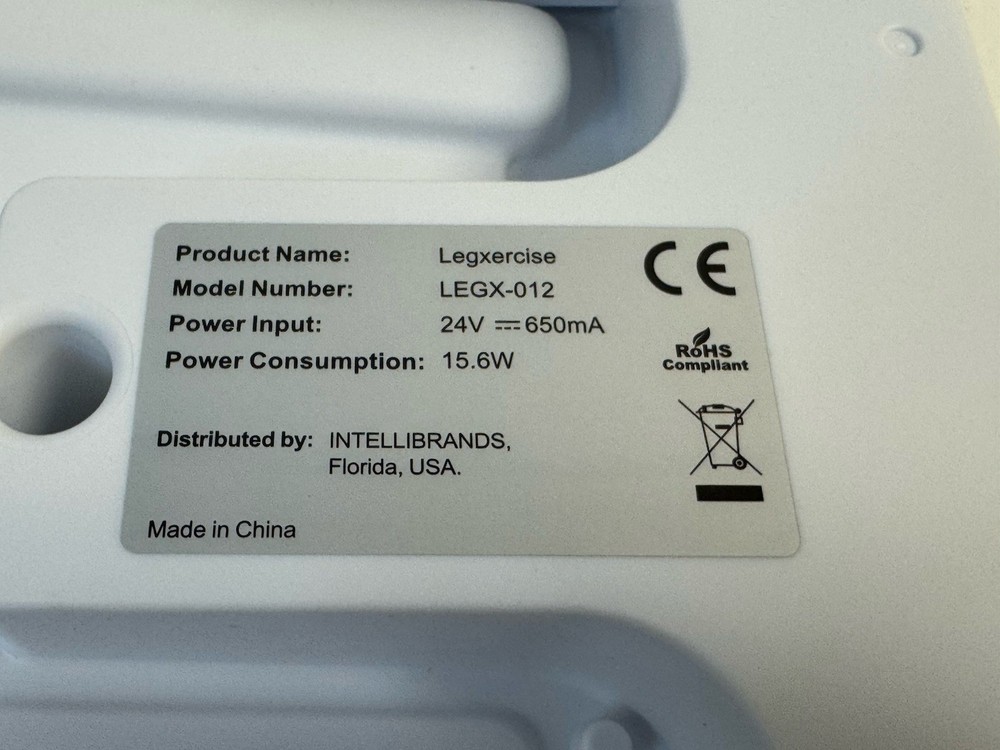 Product Name: Legxercise
Model Number: LEGX-012
Power Input: 24V ⎓ 650mA
Power Consumption: 15.6W
Distributed by: INTELLIBRANDS,
Florida, USA.
Made in China
CE
RoHS
Compliant